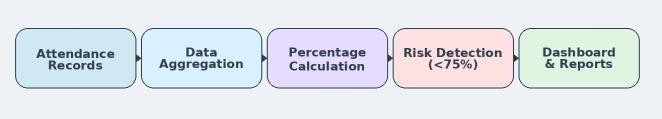 Attendance
Records
Data
Aggregation
Percentage
Calculation
Risk Detection
(<75%)
Dashboard
& Reports